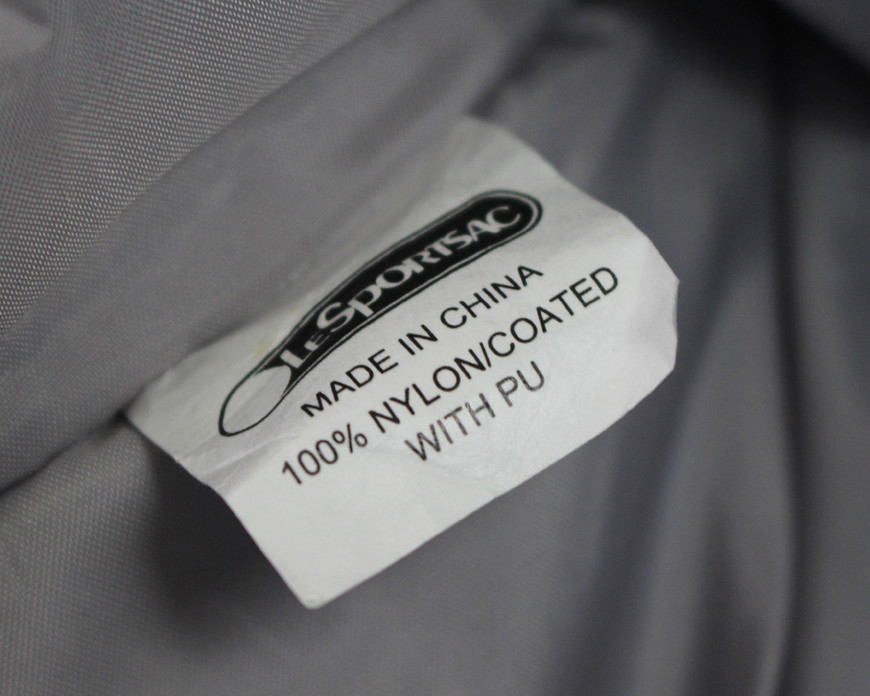 LESPORTSAC
MADE IN CHINA
100% NYLON/COATED
WITH PU